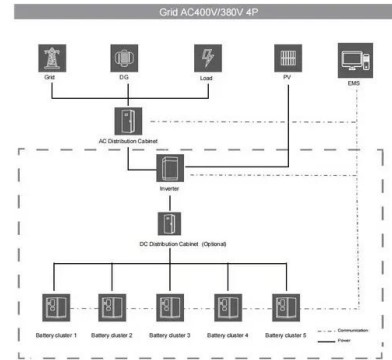 Grid AC400V/380V 4P
Grid
DG
Load
PV
EMS
AC Distribution Cabinet
Inverter
DC Distribution Cabinet (Optional)
Battery cluster 1
Battery cluster 2
Battery cluster 3
Battery cluster 4
Battery cluster 5
Communication
Power